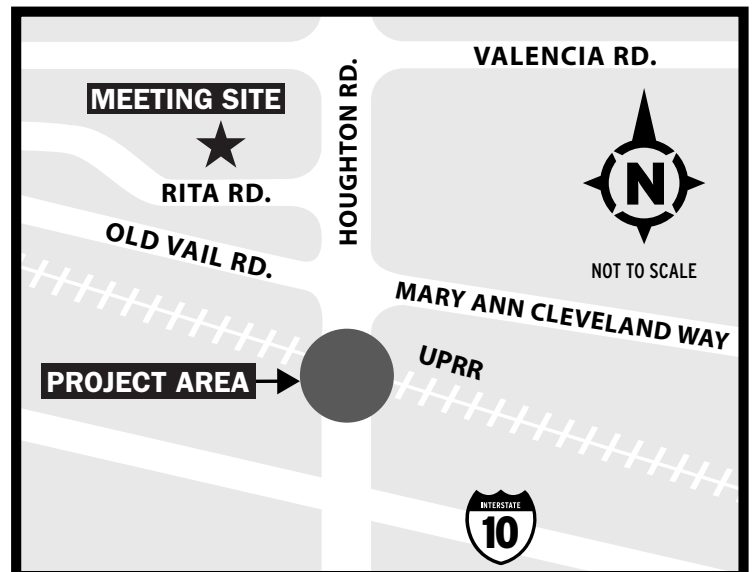 VALENCIA RD.
MEETING SITE
HOUGHTON RD.
N
RITA RD.
OLD VAIL RD.
NOT TO SCALE
MARY ANN CLEVELAND WAY
UPRR
PROJECT AREA
INTERSTATE
10